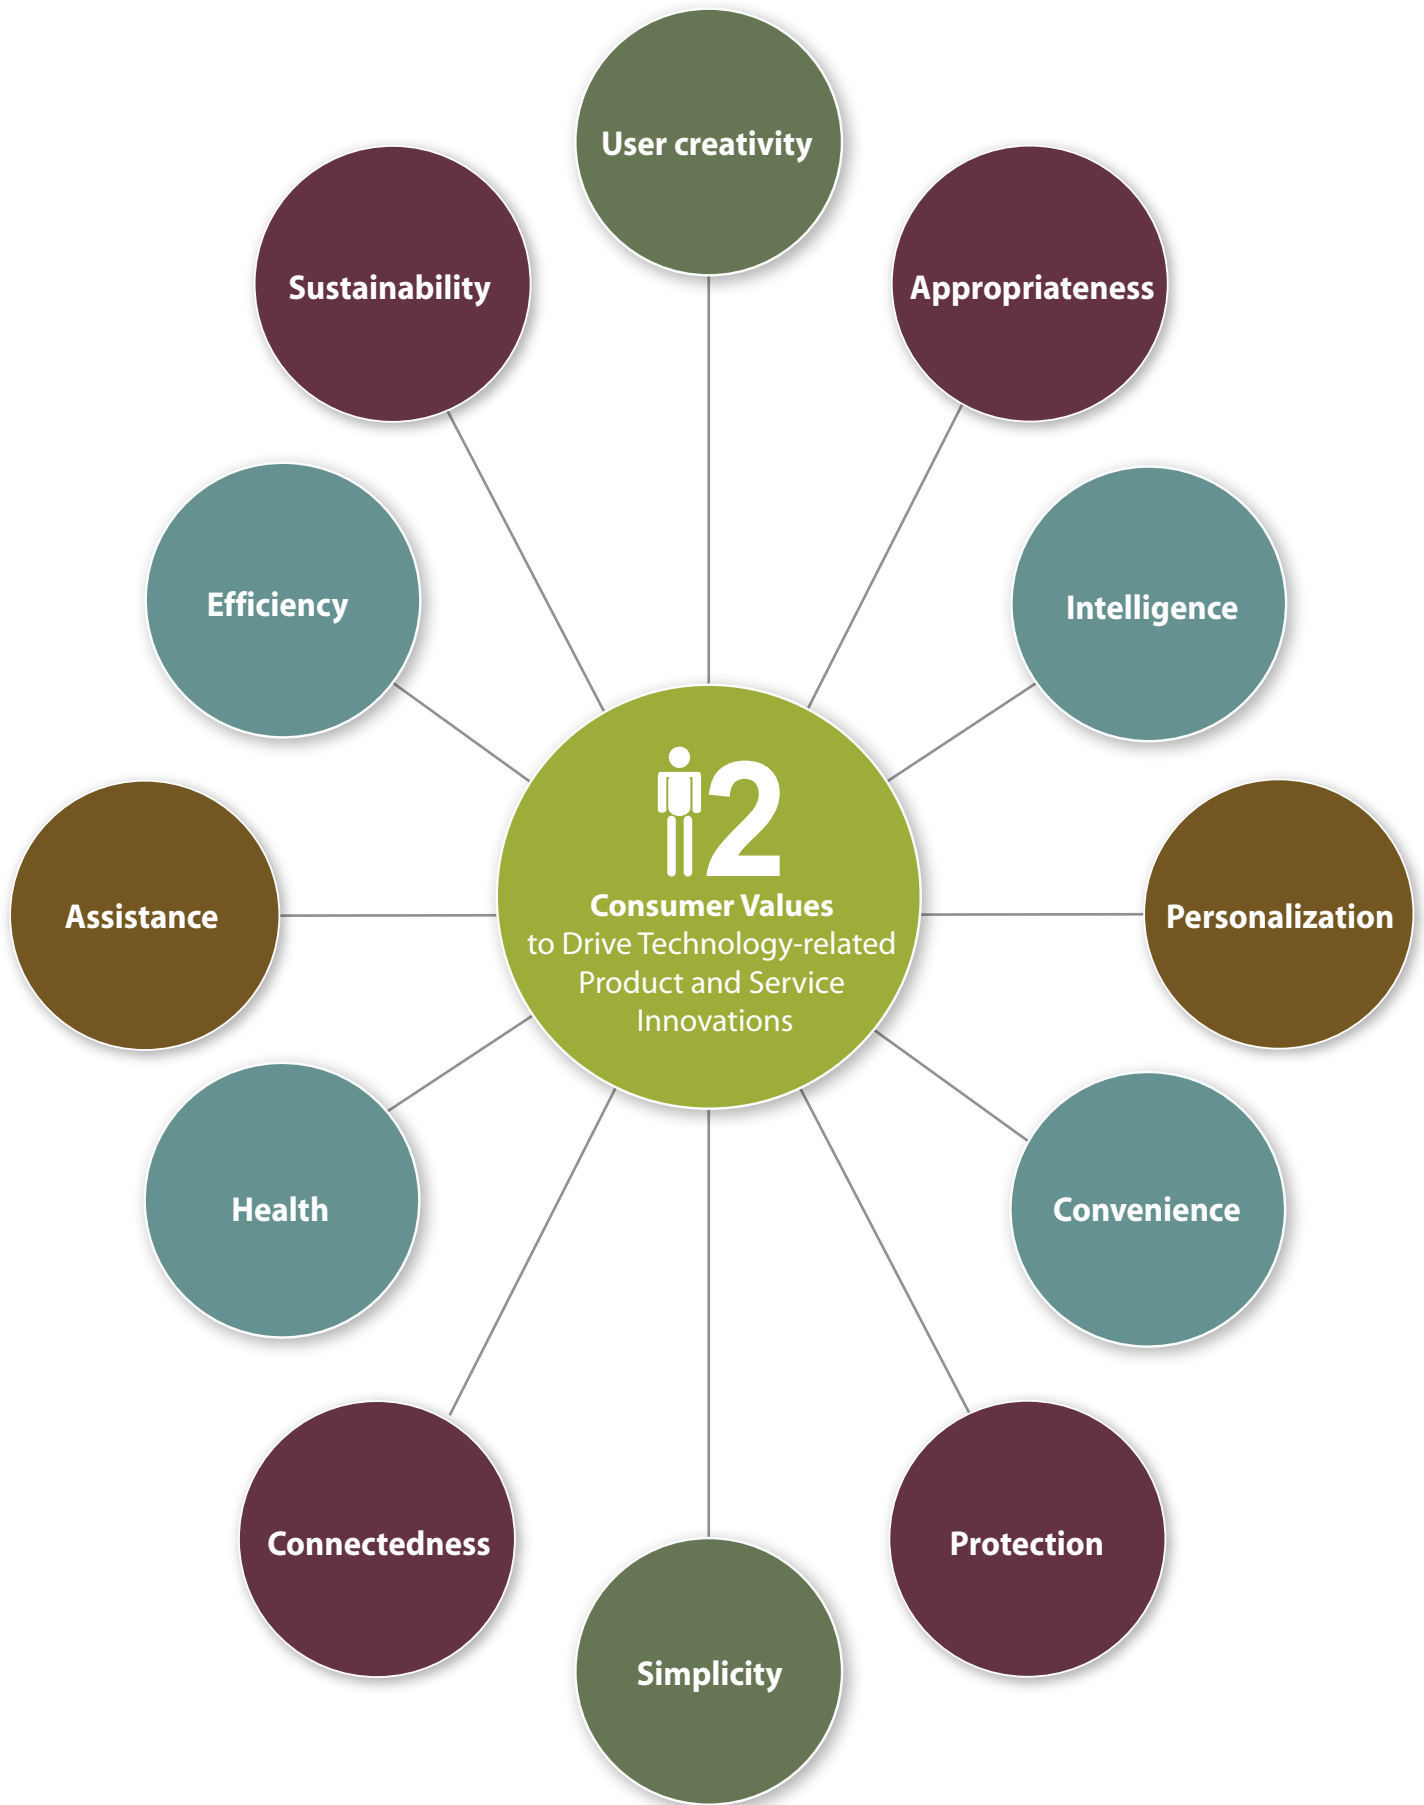 User creativity
Sustainability
Appropriateness
Efficiency
Intelligence
2
Consumer Values
to Drive Technology-related
Product and Service
Innovations
Assistance
Personalization
Health
Convenience
Connectedness
Protection
Simplicity